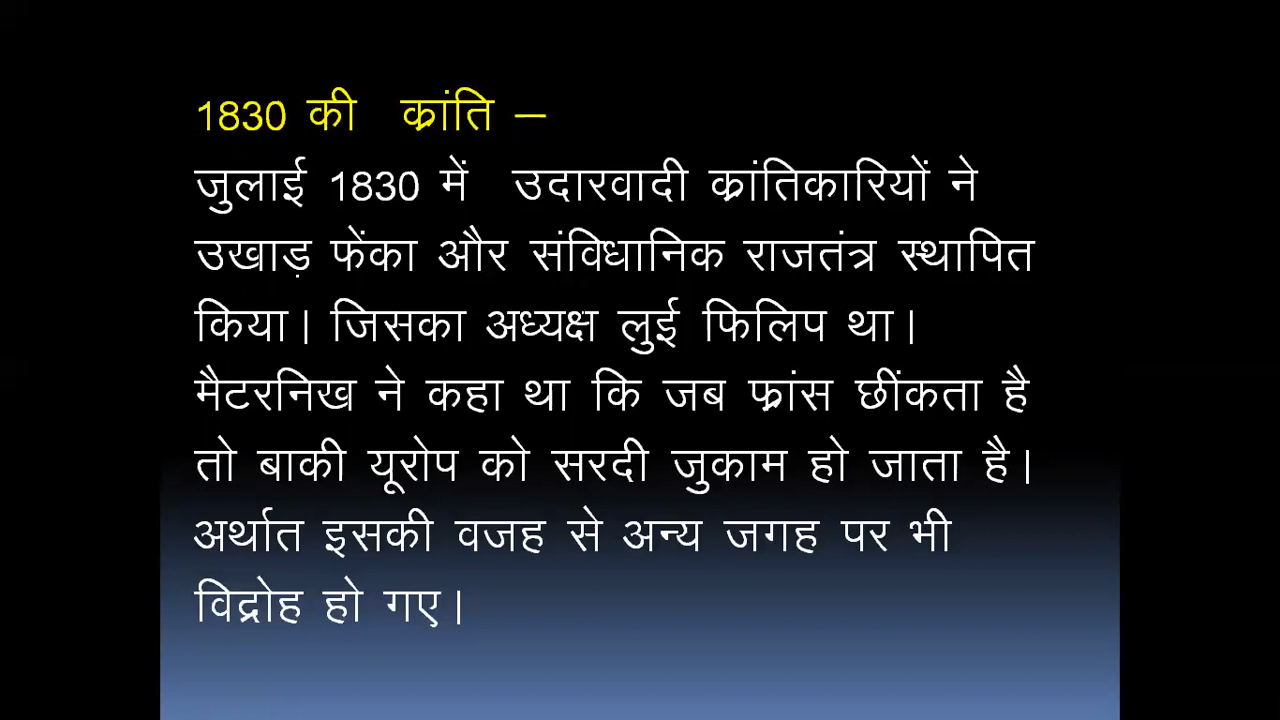 1830 की क्रांति –
जुलाई 1830 में उदारवादी क्रांतिकारियों ने
उखाड़ फेंका और संविधानिक राजतंत्र स्थापित
किया। जिसका अध्यक्ष लुई फिलिप था।
मैटरनिख ने कहा था कि जब फ्रांस छींकता है
तो बाकी यूरोप को सरदी जुकाम हो जाता है।
अर्थात इसकी वजह से अन्य जगह पर भी
विद्रोह हो गए।